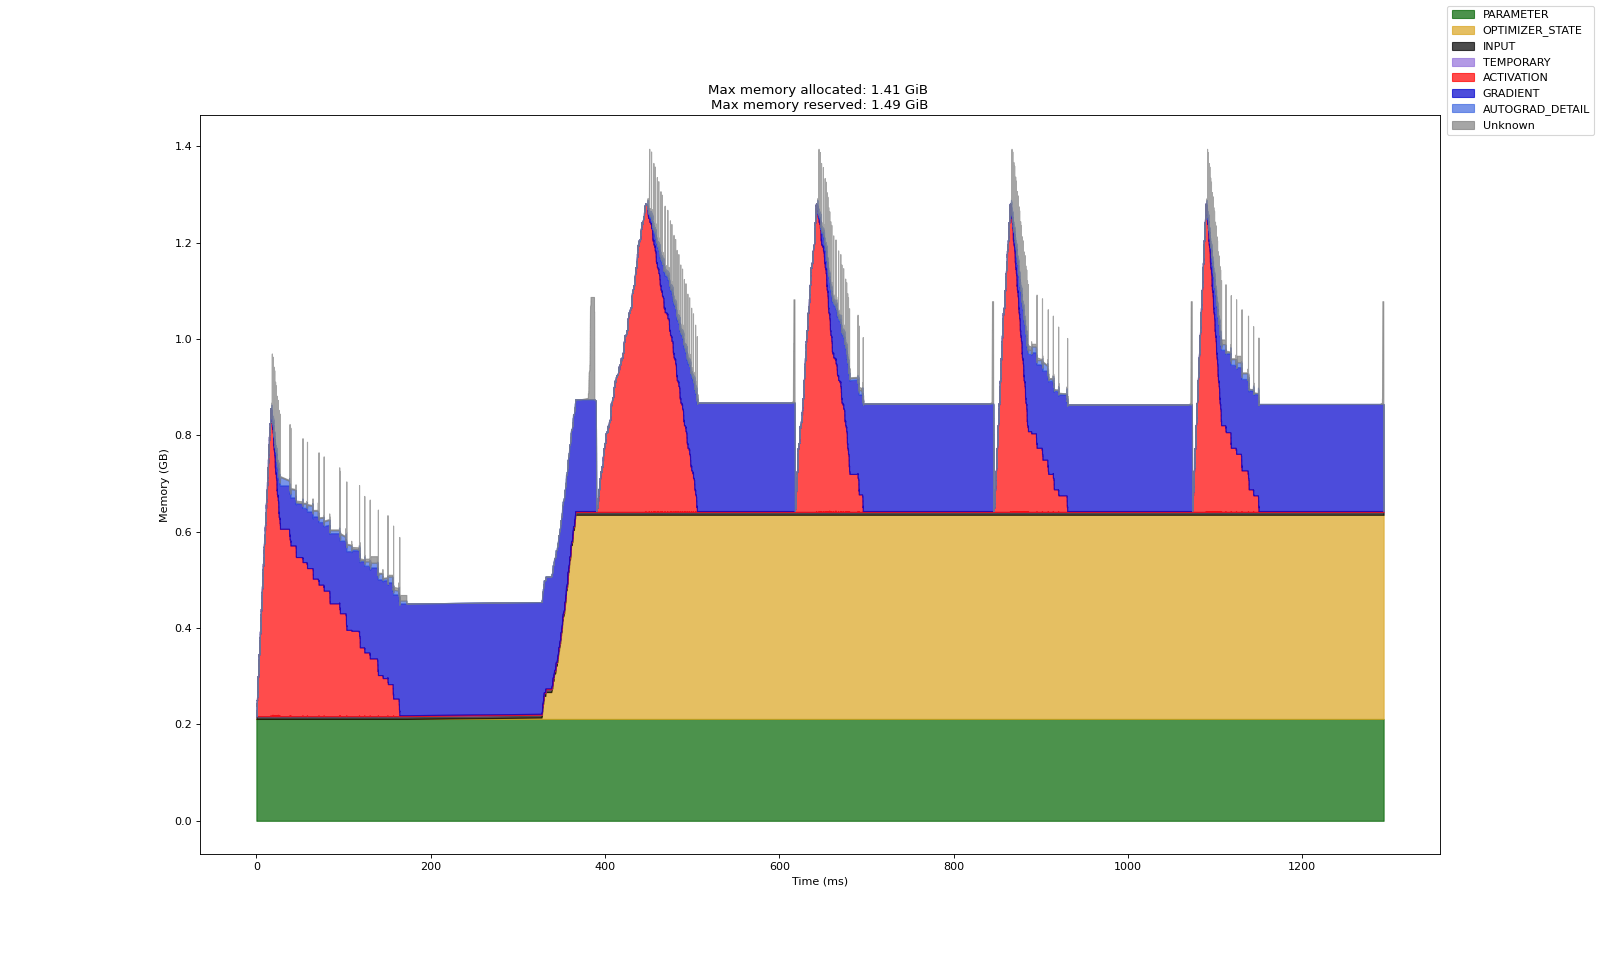 PARAMETER
OPTIMIZER_STATE
INPUT
TEMPORARY
ACTIVATION
GRADIENT
AUTOGRAD_DETAIL
Unknown
Max memory allocated: 1.41 GiB
Max memory reserved: 1.49 GiB
1.4
1.2
1.0
0.8
0.6
0.4
0.2
0.0
Memory (GB)
0 200 400 600 800 1000 1200
Time (ms)